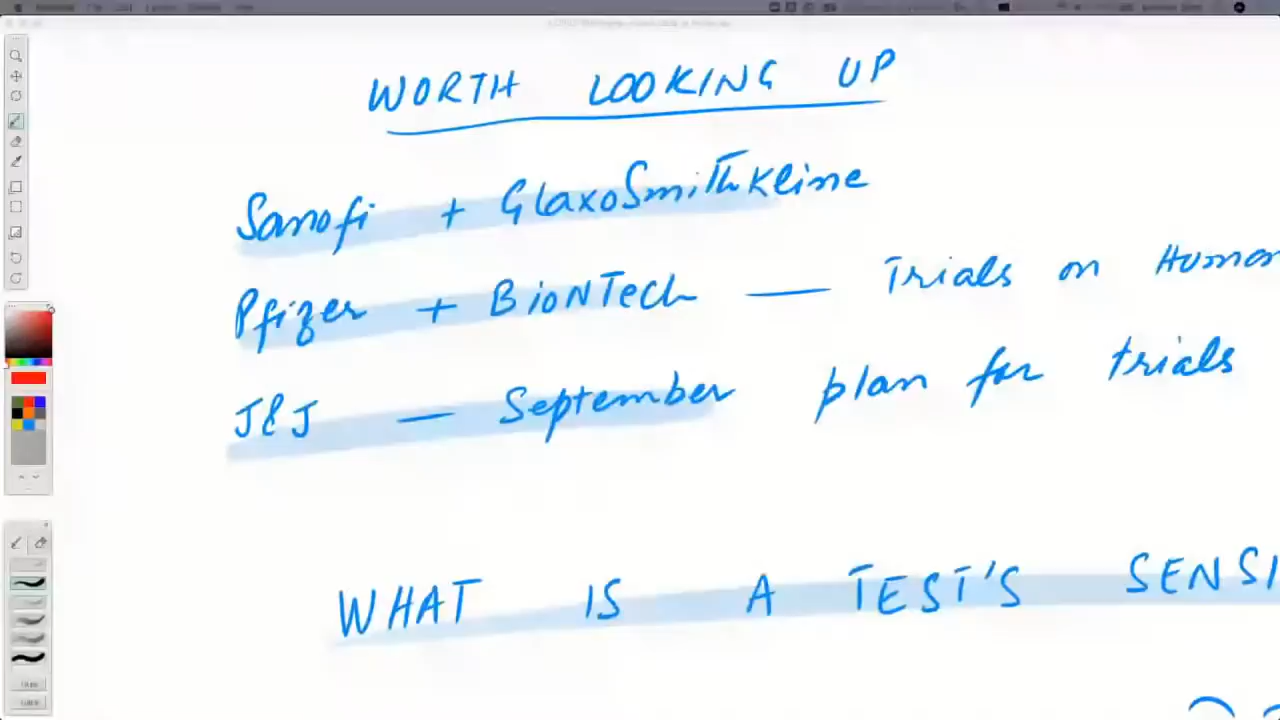 WORTH LOOKING UP
Sanofi + GlaxoSmithKline
Pfizer + BioNTech — Trials on Human
J&J — September plan for trials
WHAT IS A TEST'S SENSI